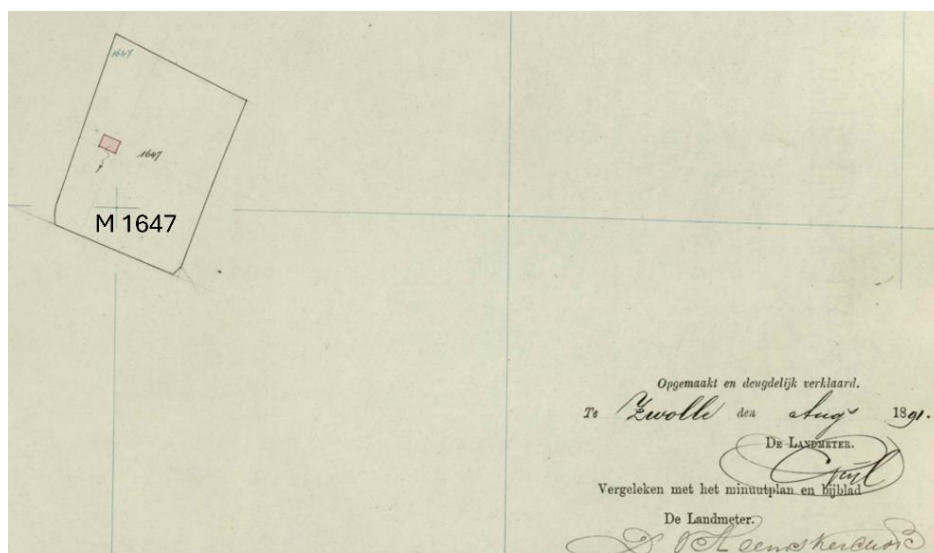 1647
1647
M 1647
Opgemaakt en deugdelijk verklaard.
Te Zwolle den Aug 1891.
DE LANDMETER.
Vergeleken met het minuutplan en bijblad
De Landmeter.